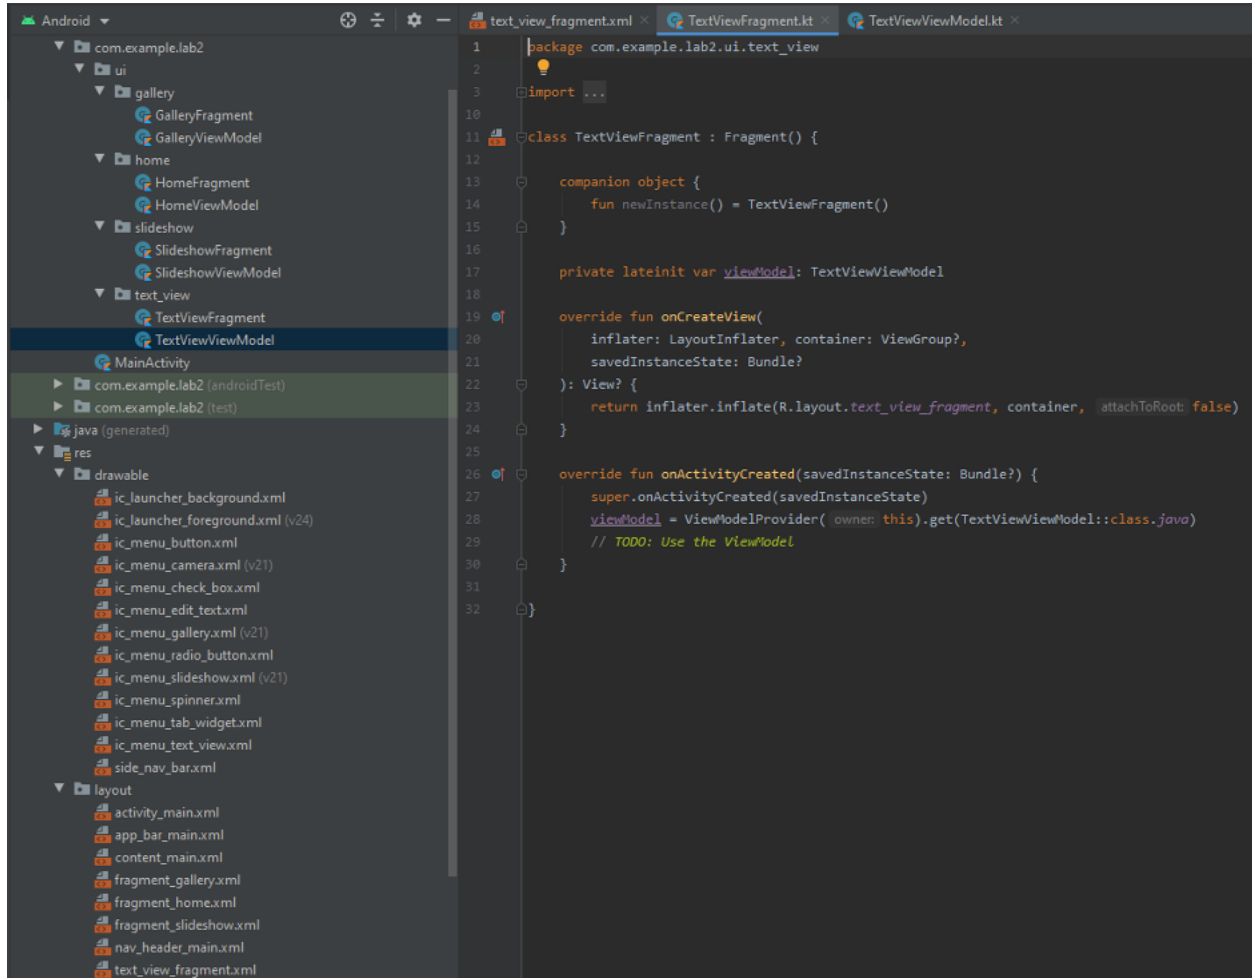 Android
com.example.lab2
ui
gallery
GalleryFragment
GalleryViewModel
home
HomeFragment
HomeViewModel
slideshow
SlideshowFragment
SlideshowViewModel
text_view
TextViewFragment
TextViewViewModel
MainActivity
com.example.lab2 (androidTest)
com.example.lab2 (test)
java (generated)
res
drawable
ic_launcher_background.xml
ic_launcher_foreground.xml (v24)
ic_menu_button.xml
ic_menu_camera.xml (v21)
ic_menu_check_box.xml
ic_menu_edit_text.xml
ic_menu_gallery.xml (v21)
ic_menu_radio_button.xml
ic_menu_slideshow.xml (v21)
ic_menu_spinner.xml
ic_menu_tab_widget.xml
ic_menu_text_view.xml
side_nav_bar.xml
layout
activity_main.xml
app_bar_main.xml
content_main.xml
fragment_gallery.xml
fragment_home.xml
fragment_slideshow.xml
nav_header_main.xml
text_view_fragment.xml
text_view_fragment.xml × TextViewFragment.kt × TextViewViewModel.kt ×
1 package com.example.lab2.ui.text_view
2
3 import ...
10
11 class TextViewFragment : Fragment() {
12
13 companion object {
14 fun newInstance() = TextViewFragment()
15 }
16
17 private lateinit var viewModel: TextViewViewModel
18
19 override fun onCreateView(
20 inflater: LayoutInflater, container: ViewGroup?,
21 savedInstanceState: Bundle?
22 ): View? {
23 return inflater.inflate(R.layout.text_view_fragment, container, attachToRoot: false)
24 }
25
26 override fun onActivityCreated(savedInstanceState: Bundle?) {
27 super.onActivityCreated(savedInstanceState)
28 viewModel = ViewModelProvider( owner: this).get(TextViewViewModel::class.java)
29 // TODO: Use the ViewModel
30 }
31
32 }